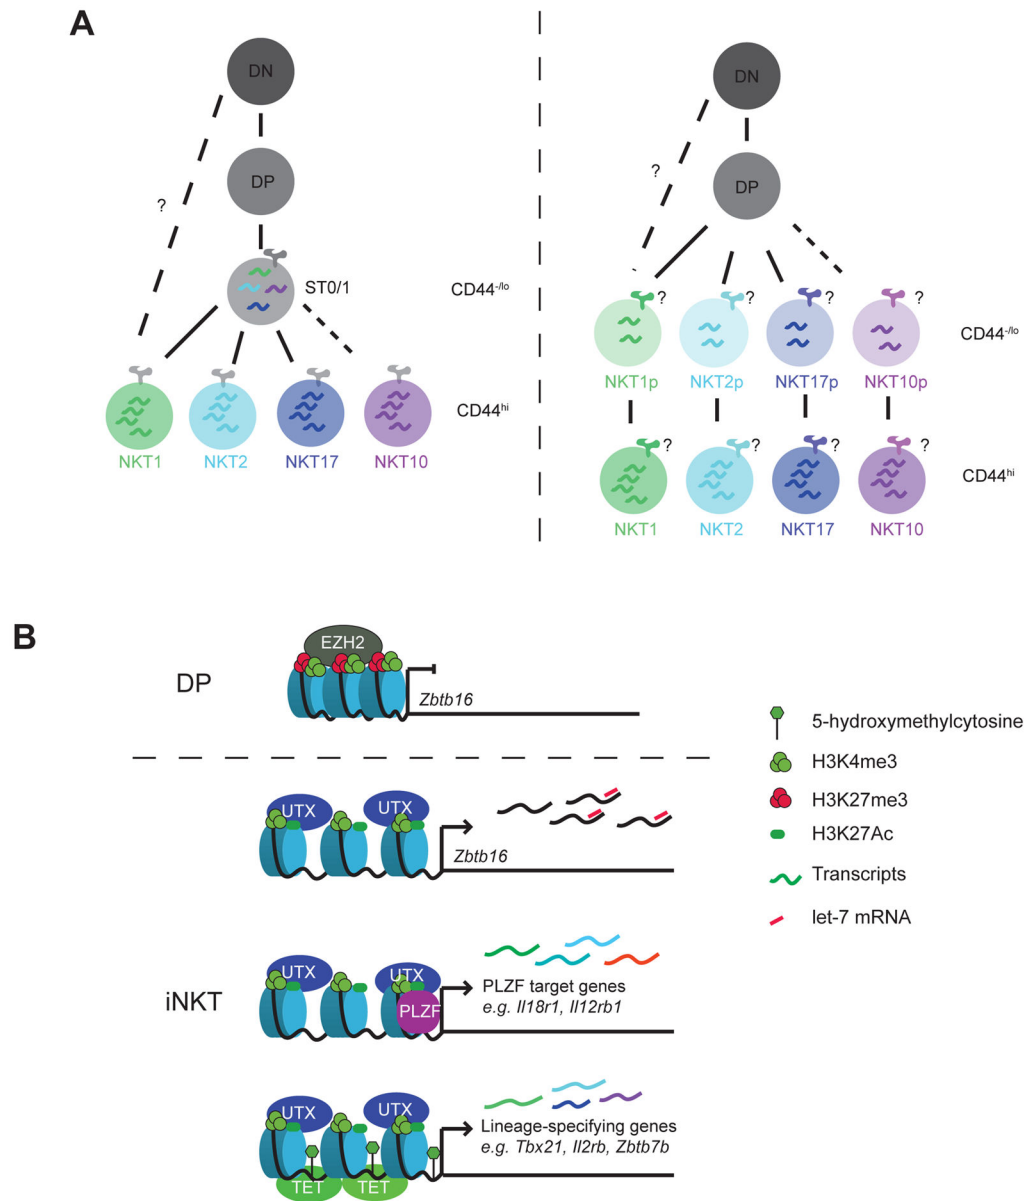 A
DN
DP
?
ST0/1
CD44-/lo
CD44hi
NKT1 NKT2 NKT17 NKT10
DN
DP
?
? ? ? ?
CD44-/lo
NKT1p NKT2p NKT17p NKT10p
? ? ? ?
CD44hi
NKT1 NKT2 NKT17 NKT10
B
DP
EZH2
Zbtb16
iNKT
UTX UTX
Zbtb16
UTX UTX
PLZF
PLZF target genes
e.g. Il18r1, Il12rb1
UTX UTX
TET TET
Lineage-specifying genes
e.g. Tbx21, Il2rb, Zbtb7b
5-hydroxymethylcytosine
H3K4me3
H3K27me3
H3K27Ac
Transcripts
let-7 mRNA